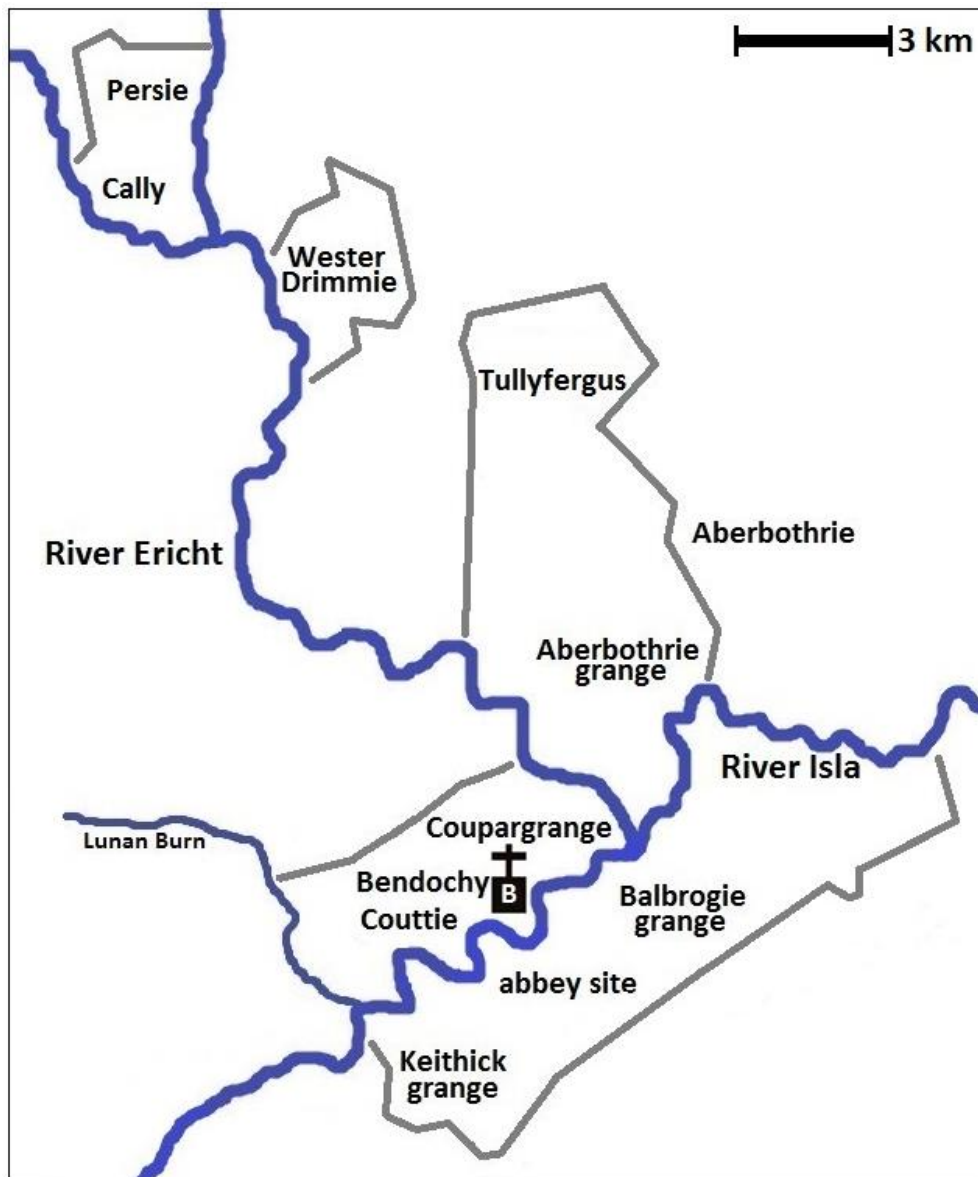 3 km
Persie
Cally
Wester
Drimmie
Tullyfergus
River Ericht
Aberbothrie
Aberbothrie
grange
River Isla
Lunan Burn
Coupargrange
Bendochy
B
Couttie
Balbrogie
grange
abbey site
Keithick
grange